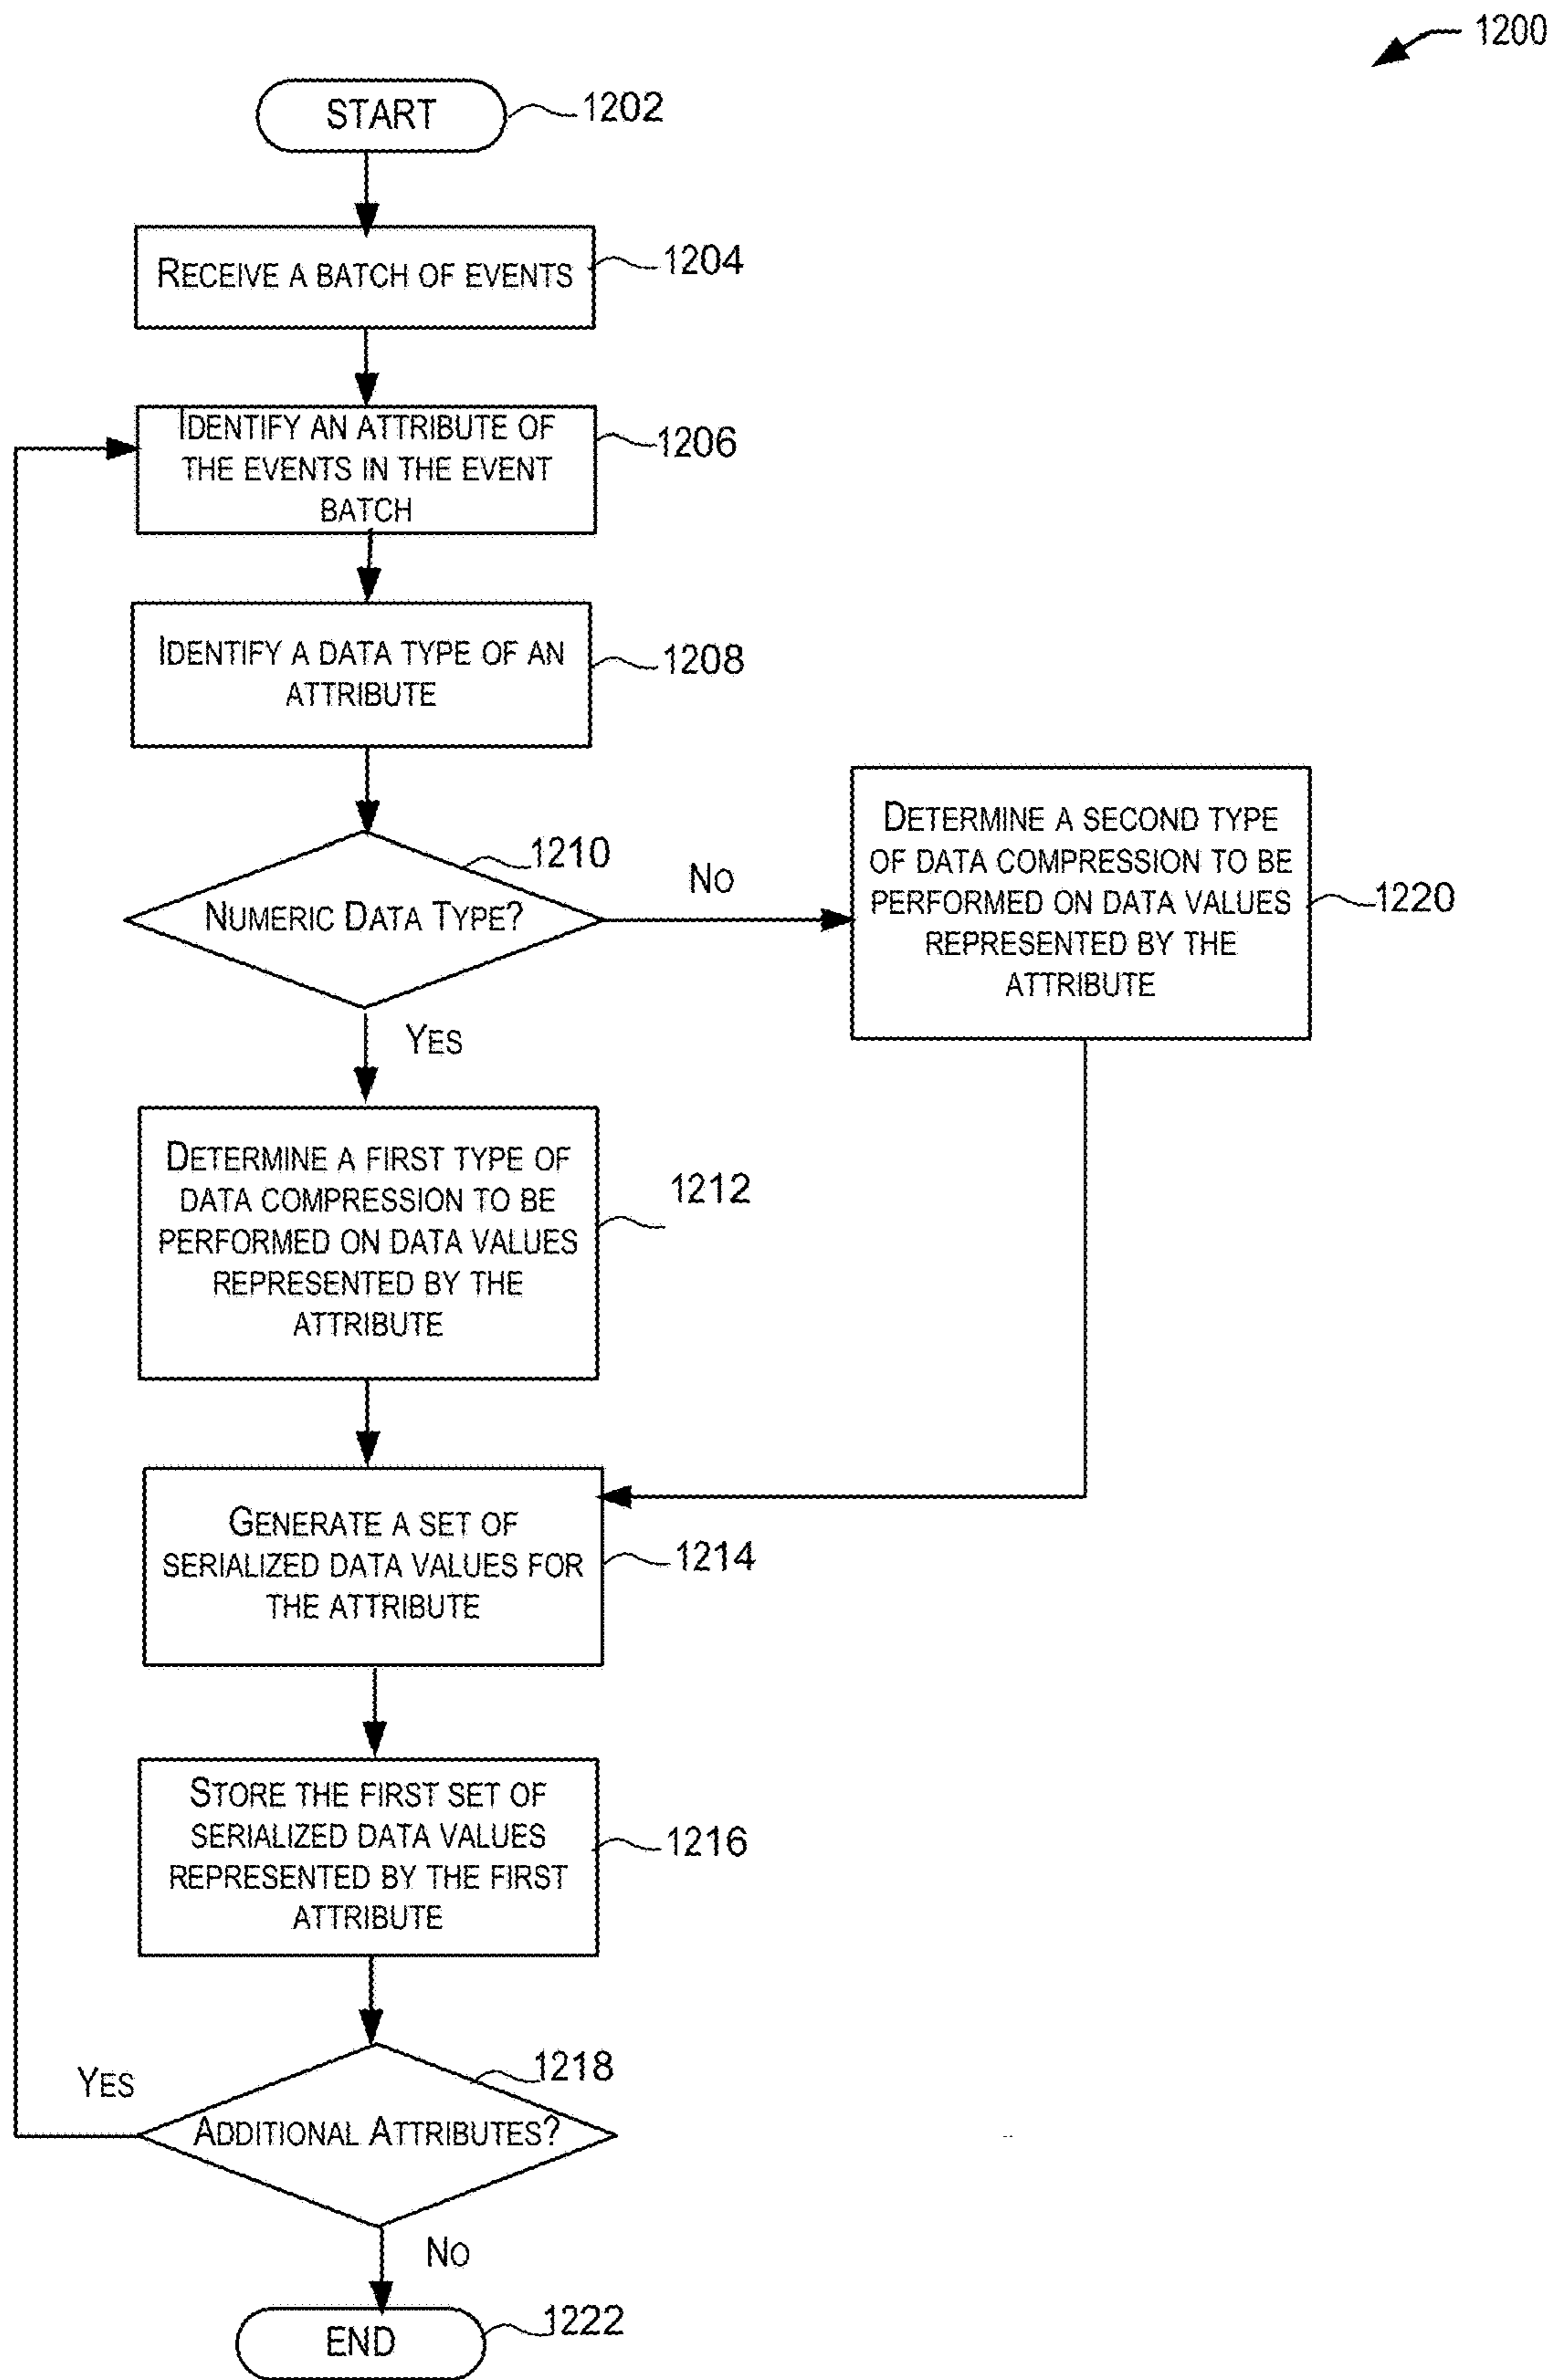 1200
START
1202
RECEIVE A BATCH OF EVENTS
1204
IDENTIFY AN ATTRIBUTE OF
THE EVENTS IN THE EVENT
BATCH
1206
IDENTIFY A DATA TYPE OF AN
ATTRIBUTE
1208
NUMERIC DATA TYPE?
1210
NO
YES
DETERMINE A SECOND TYPE
OF DATA COMPRESSION TO BE
PERFORMED ON DATA VALUES
REPRESENTED BY THE
ATTRIBUTE
1220
DETERMINE A FIRST TYPE OF
DATA COMPRESSION TO BE
PERFORMED ON DATA VALUES
REPRESENTED BY THE
ATTRIBUTE
1212
GENERATE A SET OF
SERIALIZED DATA VALUES FOR
THE ATTRIBUTE
1214
STORE THE FIRST SET OF
SERIALIZED DATA VALUES
REPRESENTED BY THE FIRST
ATTRIBUTE
1216
ADDITIONAL ATTRIBUTES?
1218
YES
NO
END
1222